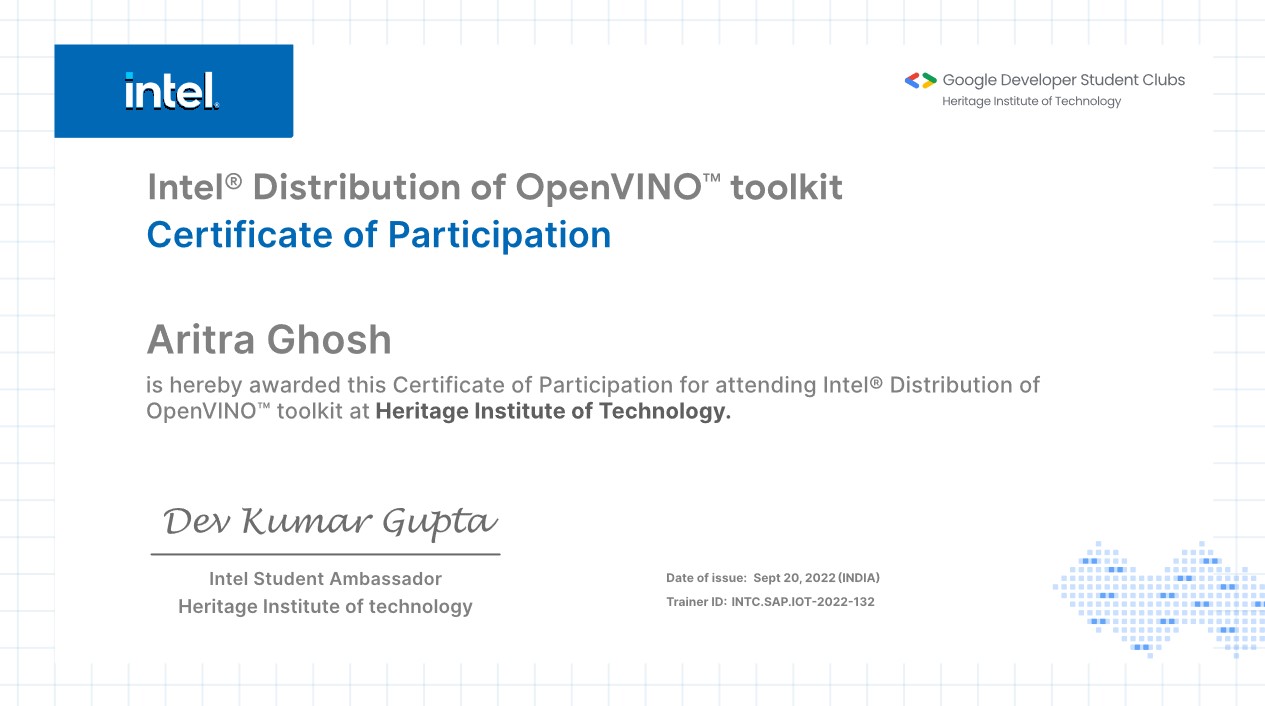 intel®
Google Developer Student Clubs
Heritage Institute of Technology
Intel® Distribution of OpenVINO™ toolkit
Certificate of Participation
Aritra Ghosh
is hereby awarded this Certificate of Participation for attending Intel® Distribution of
OpenVINO™ toolkit at Heritage Institute of Technology.
Dev Kumar Gupta
Intel Student Ambassador
Heritage Institute of technology
Date of issue: Sept 20, 2022 (INDIA)
Trainer ID: INTC.SAP.IOT-2022-132